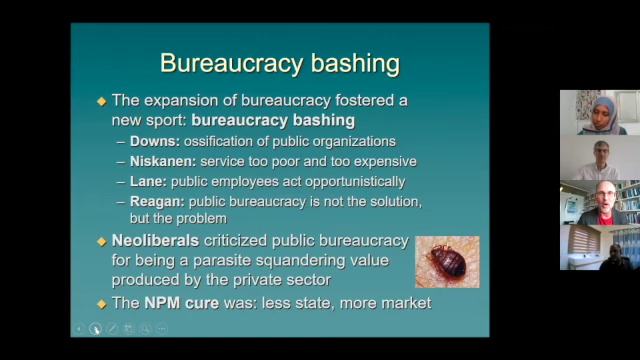 Bureaucracy bashing
The expansion of bureaucracy fostered a
new sport: bureaucracy bashing
– Downs: ossification of public organizations
– Niskanen: service too poor and too expensive
– Lane: public employees act opportunistically
– Reagan: public bureaucracy is not the solution,
but the problem
Neoliberals criticized public bureaucracy
for being a parasite squandering value
produced by the private sector
The NPM cure was: less state, more market